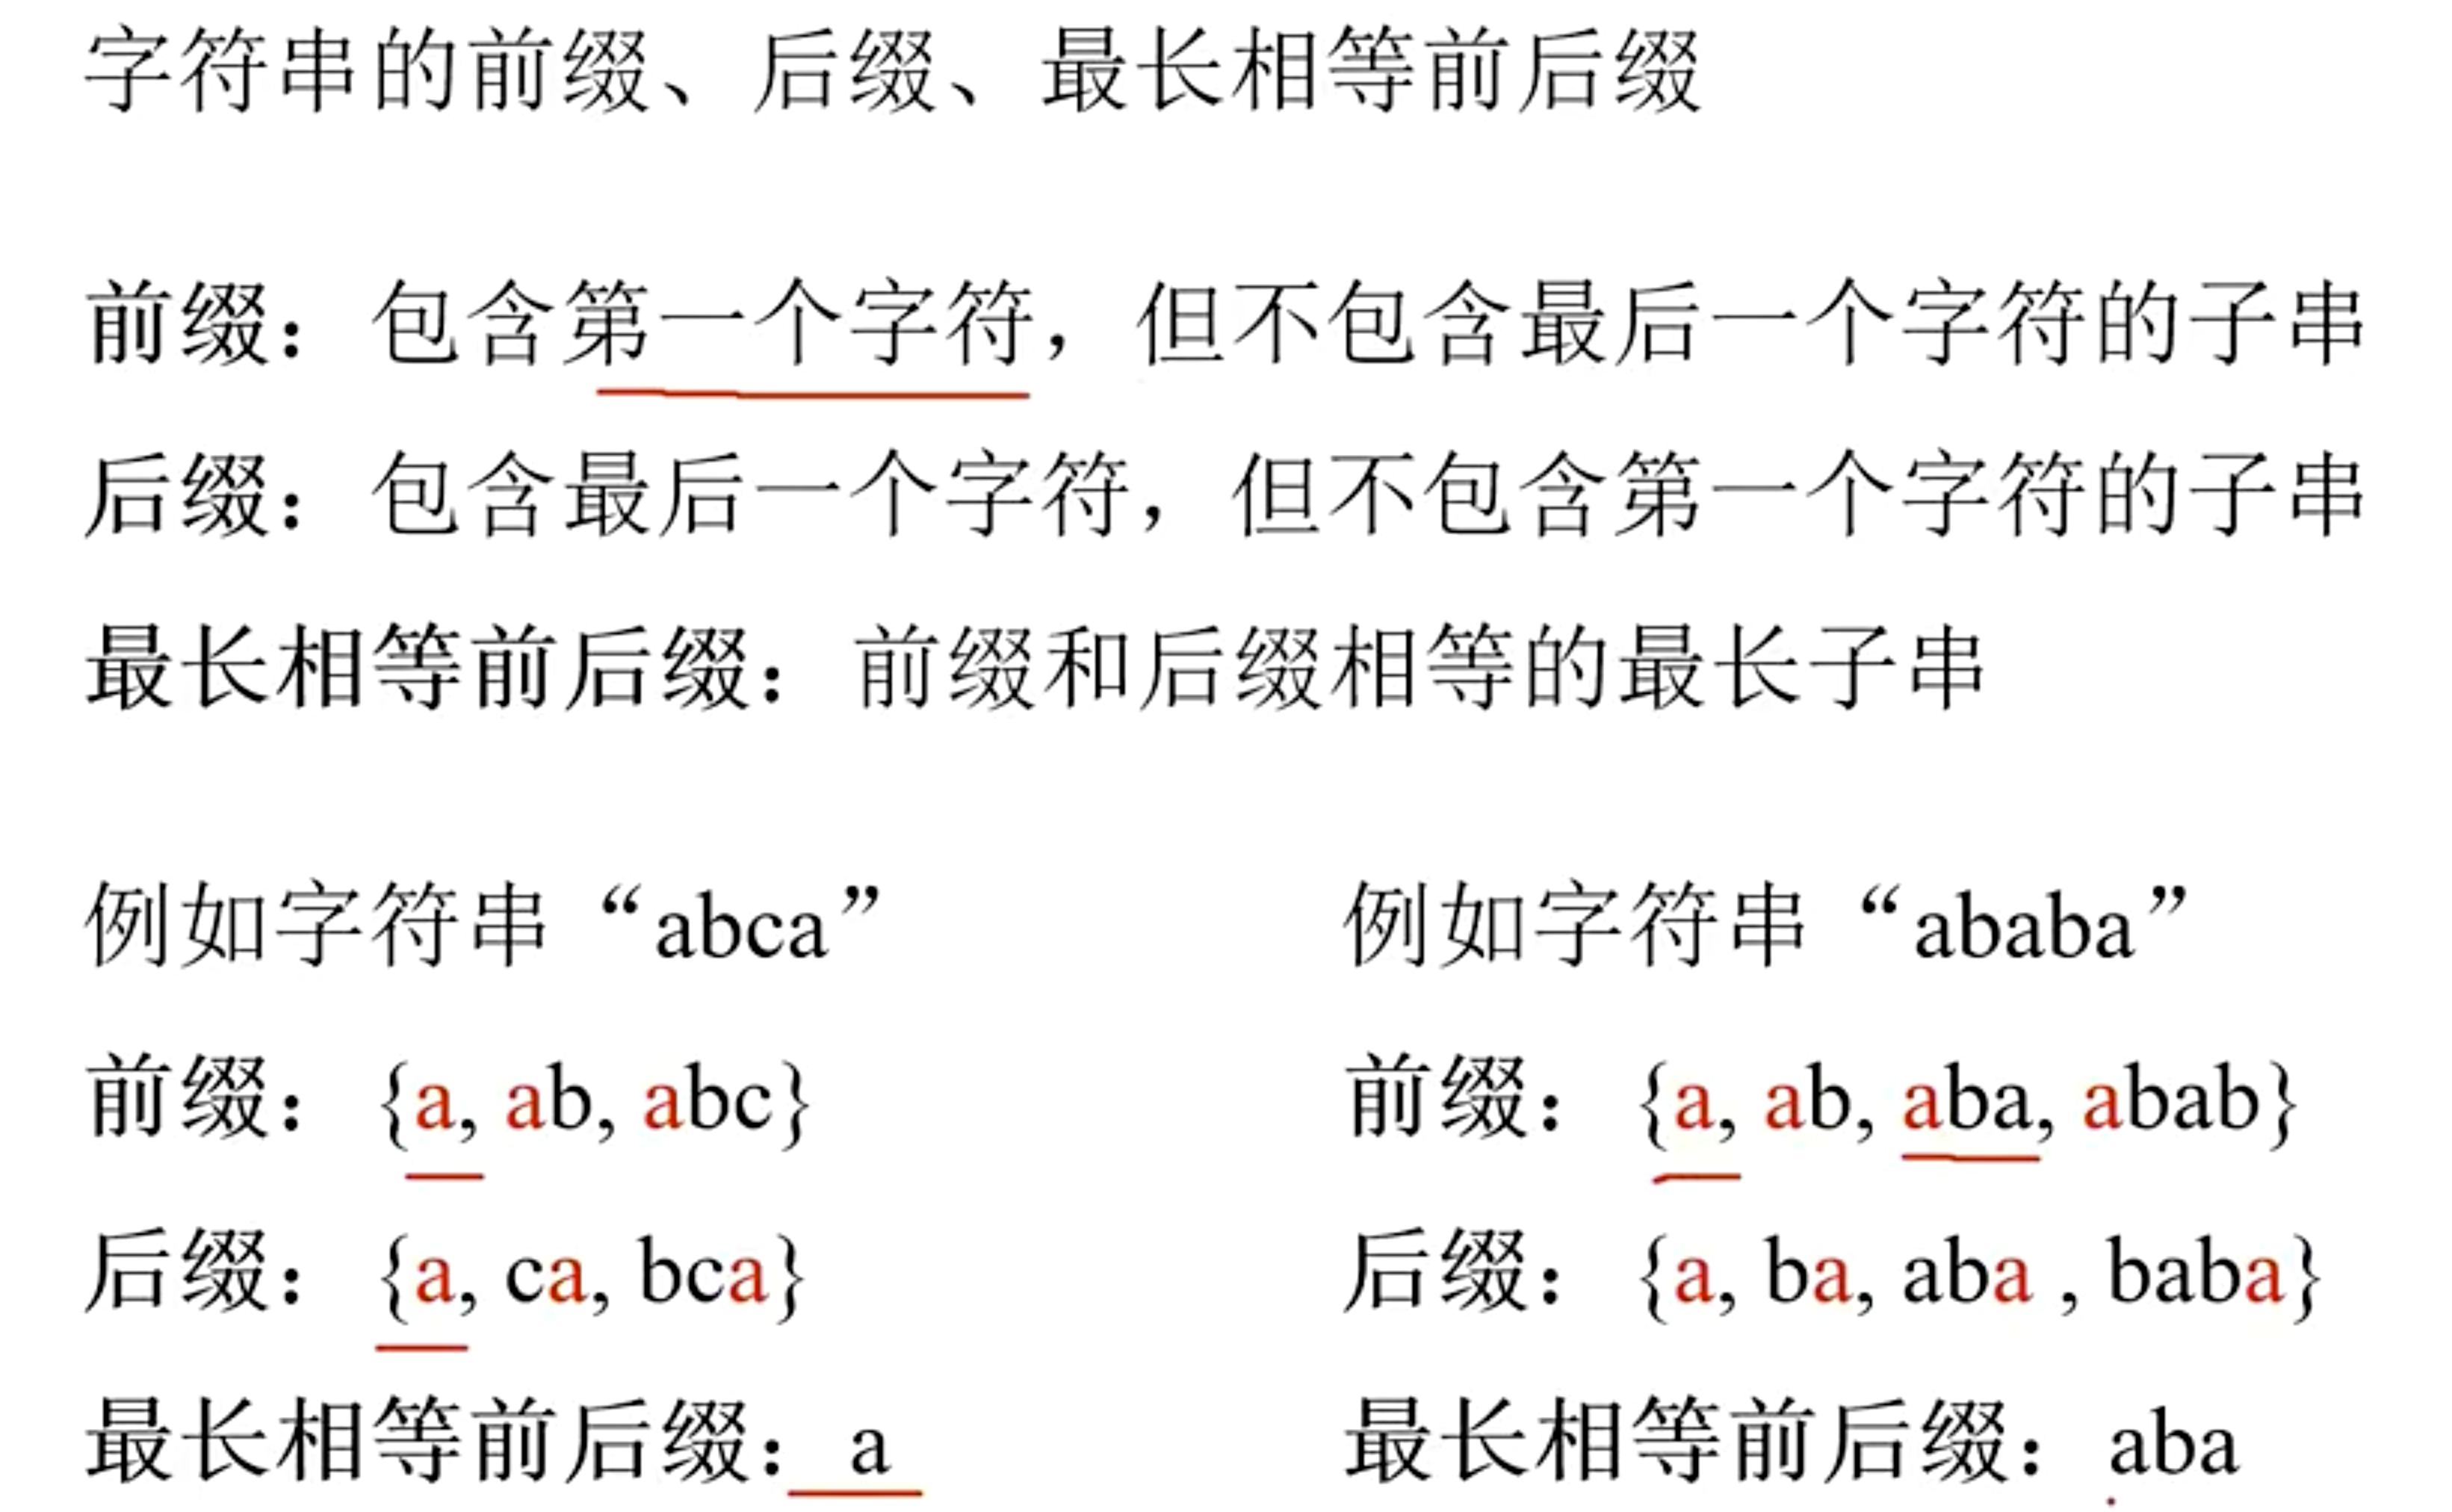 字符串的前缀、后缀、最长相等前后缀
前缀：包含第一个字符，但不包含最后一个字符的子串
后缀：包含最后一个字符，但不包含第一个字符的子串
最长相等前后缀：前缀和后缀相等的最长子串
例如字符串“abca”
前缀：{a, ab, abc}
后缀：{a, ca, bca}
最长相等前后缀：a
例如字符串“ababa”
前缀：{a, ab, aba, abab}
后缀：{a, ba, aba , baba}
最长相等前后缀：aba